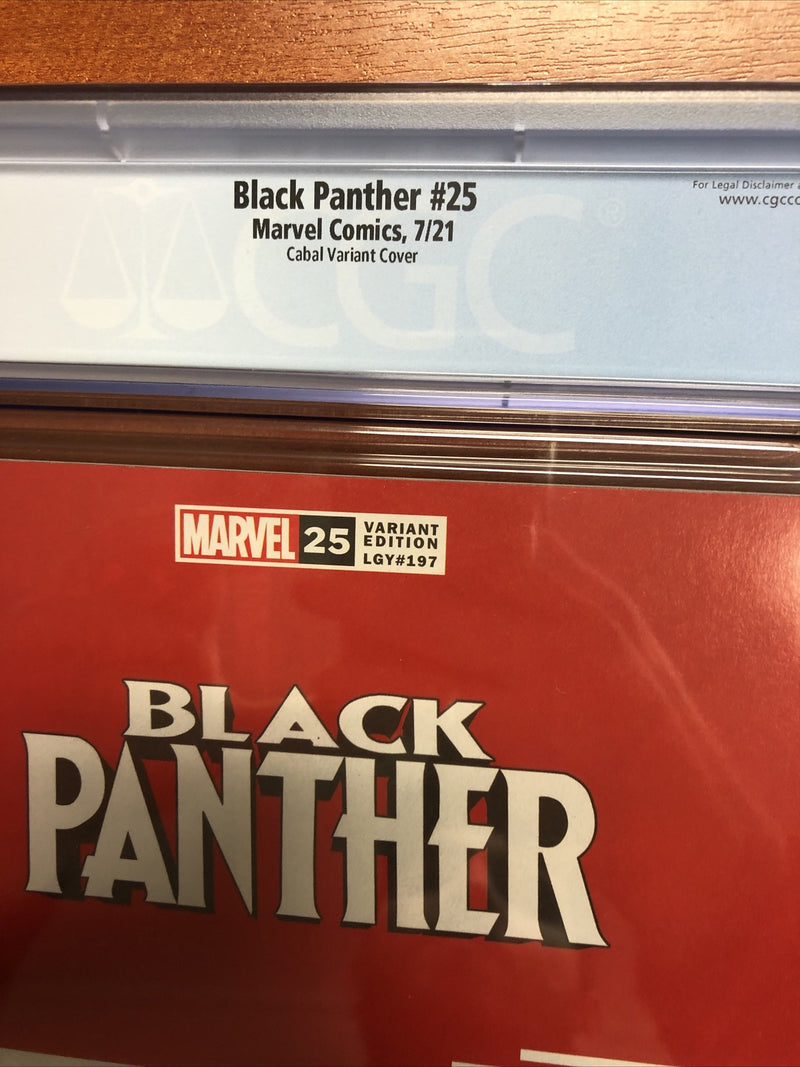 Black Panther #25
Marvel Comics, 7/21
Cabal Variant Cover
For Legal Disclaimer
www.cgcc
CGC®
MARVEL 25 VARIANT
EDITION
LGY#197
BLACK
PANTHER